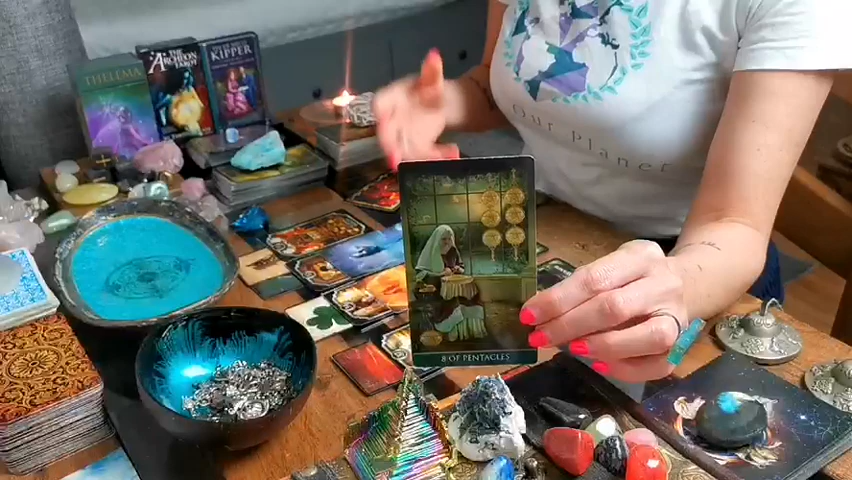 THELEMA
THE
ARCHEON
TAROT
KIPPER
Our Planet
8 OF PENTACLES